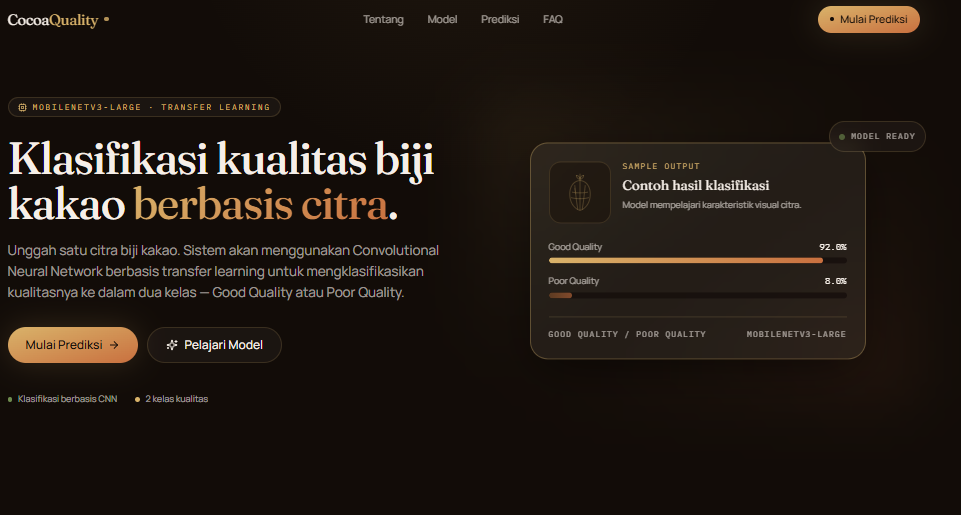 CocoaQuality
Tentang Model Prediksi FAQ
Mulai Prediksi
MOBILENETV3-LARGE · TRANSFER LEARNING
Klasifikasi kualitas biji
kakao berbasis citra.
Unggah satu citra biji kakao. Sistem akan menggunakan Convolutional
Neural Network berbasis transfer learning untuk mengklasifikasikan
kualitasnya ke dalam dua kelas — Good Quality atau Poor Quality.
Mulai Prediksi →
Pelajari Model
Klasifikasi berbasis CNN
2 kelas kualitas
MODEL READY
SAMPLE OUTPUT
Contoh hasil klasifikasi
Model mempelajari karakteristik visual citra.
Good Quality 92.0%
Poor Quality 8.0%
GOOD QUALITY / POOR QUALITY MOBILENETV3-LARGE